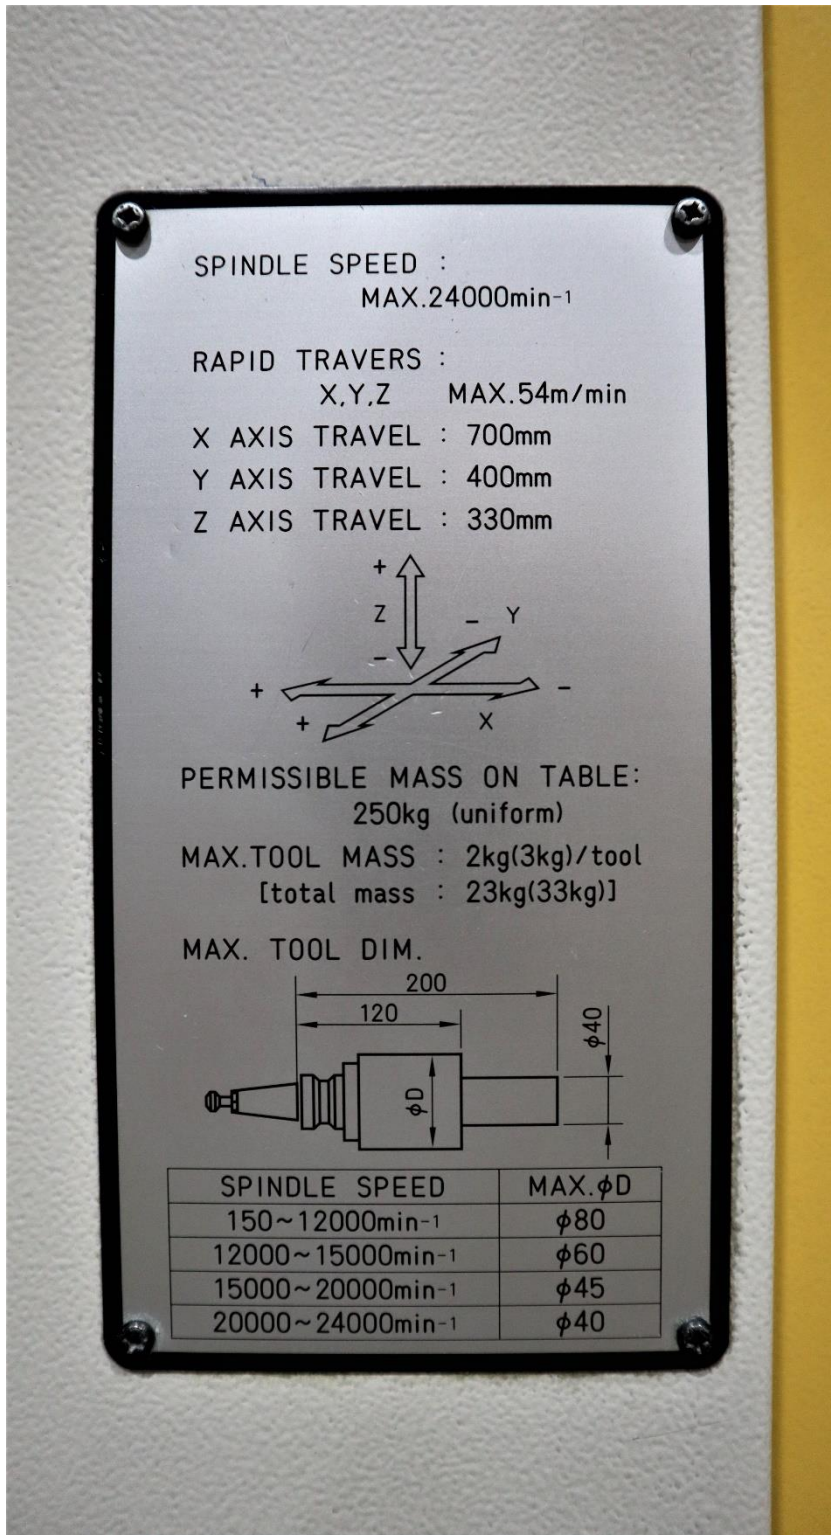 SPINDLE SPEED :
MAX.24000min-1
RAPID TRAVERS :
X,Y,Z MAX.54m/min
X AXIS TRAVEL : 700mm
Y AXIS TRAVEL : 400mm
Z AXIS TRAVEL : 330mm
+
Z
- Y
-
+ -
+ X
PERMISSIBLE MASS ON TABLE:
250kg (uniform)
MAX.TOOL MASS : 2kg(3kg)/tool
[total mass : 23kg(33kg)]
MAX. TOOL DIM.
200
120
φ40
φD
SPINDLE SPEED MAX.φD
150~12000min-1 φ80
12000~15000min-1 φ60
15000~20000min-1 φ45
20000~24000min-1 φ40